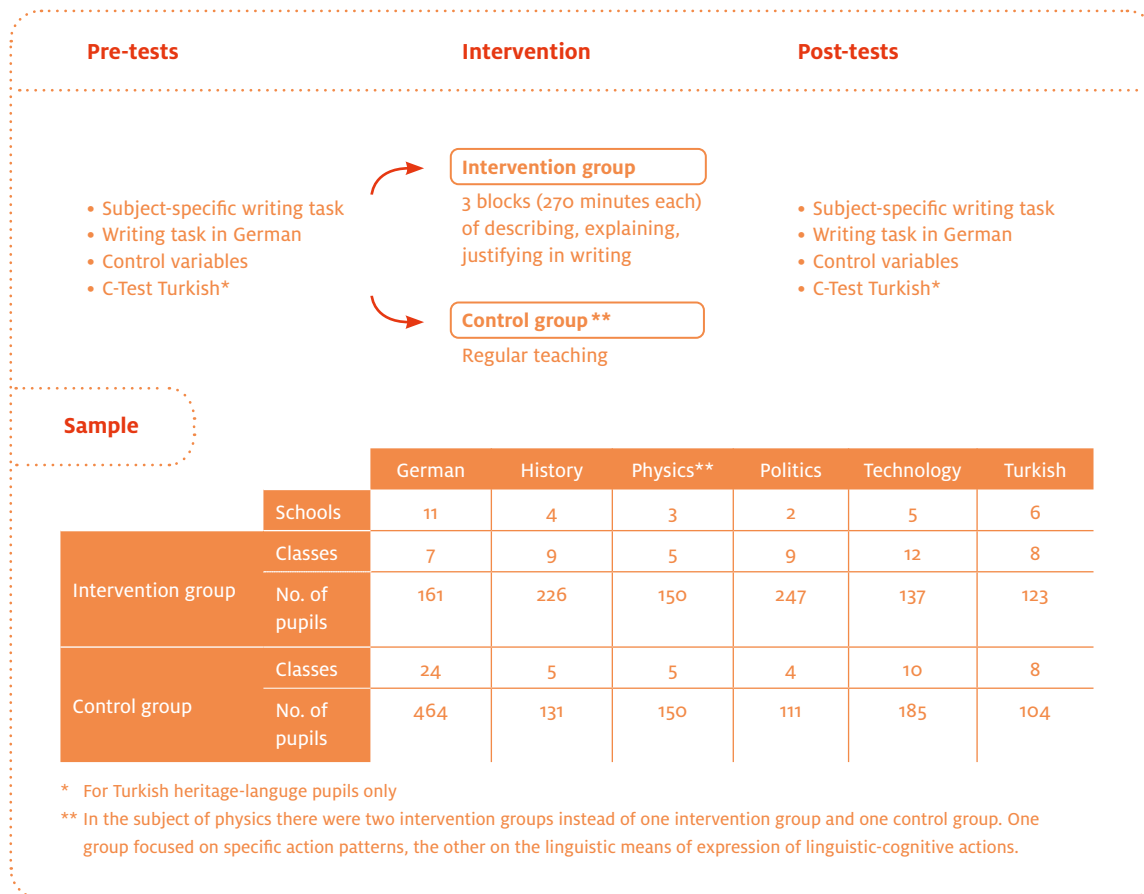 Pre-tests Intervention Post-tests
• Subject-specific writing task
• Writing task in German
• Control variables
• C-Test Turkish*
Intervention group
3 blocks (270 minutes each)
of describing, explaining,
justifying in writing
Control group**
Regular teaching
• Subject-specific writing task
• Writing task in German
• Control variables
• C-Test Turkish*
Sample
German History Physics** Politics Technology Turkish
Schools 11 4 3 2 5 6
Intervention group
Classes 7 9 5 9 12 8
No. of 161 226 150 247 137 123
pupils
Control group
Classes 24 5 5 4 10 8
No. of 464 131 150 111 185 104
pupils
* For Turkish heritage-languge pupils only
** In the subject of physics there were two intervention groups instead of one intervention group and one control group. One
group focused on specific action patterns, the other on the linguistic means of expression of linguistic-cognitive actions.